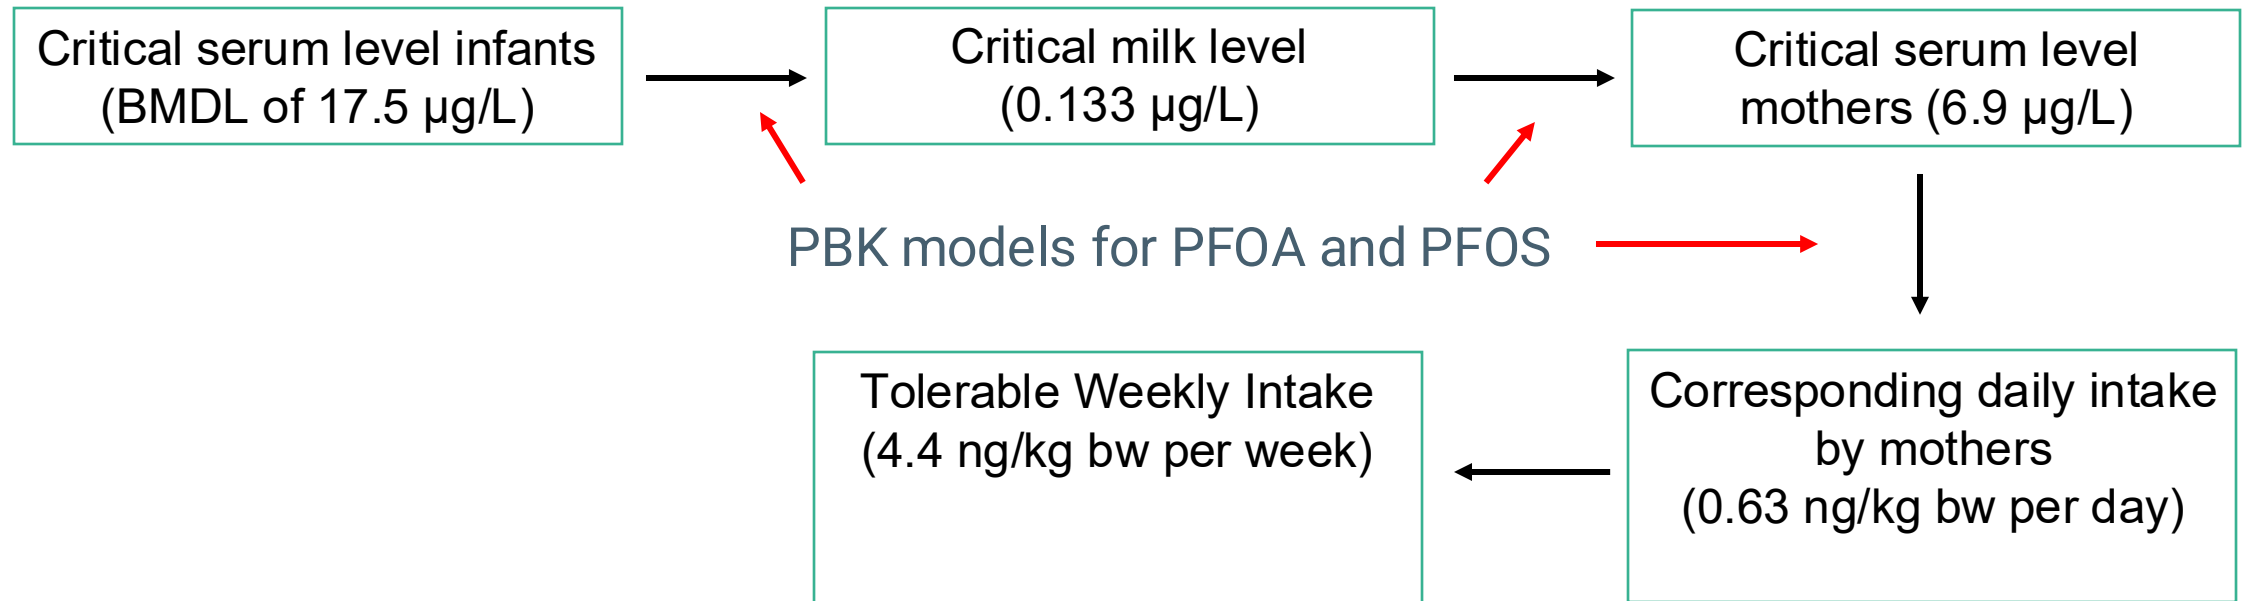 Critical serum level infants
(BMDL of 17.5 µg/L)
Critical milk level
(0.133 µg/L)
Critical serum level
mothers (6.9 µg/L)
PBK models for PFOA and PFOS
Corresponding daily intake
by mothers
(0.63 ng/kg bw per day)
Tolerable Weekly Intake
(4.4 ng/kg bw per week)